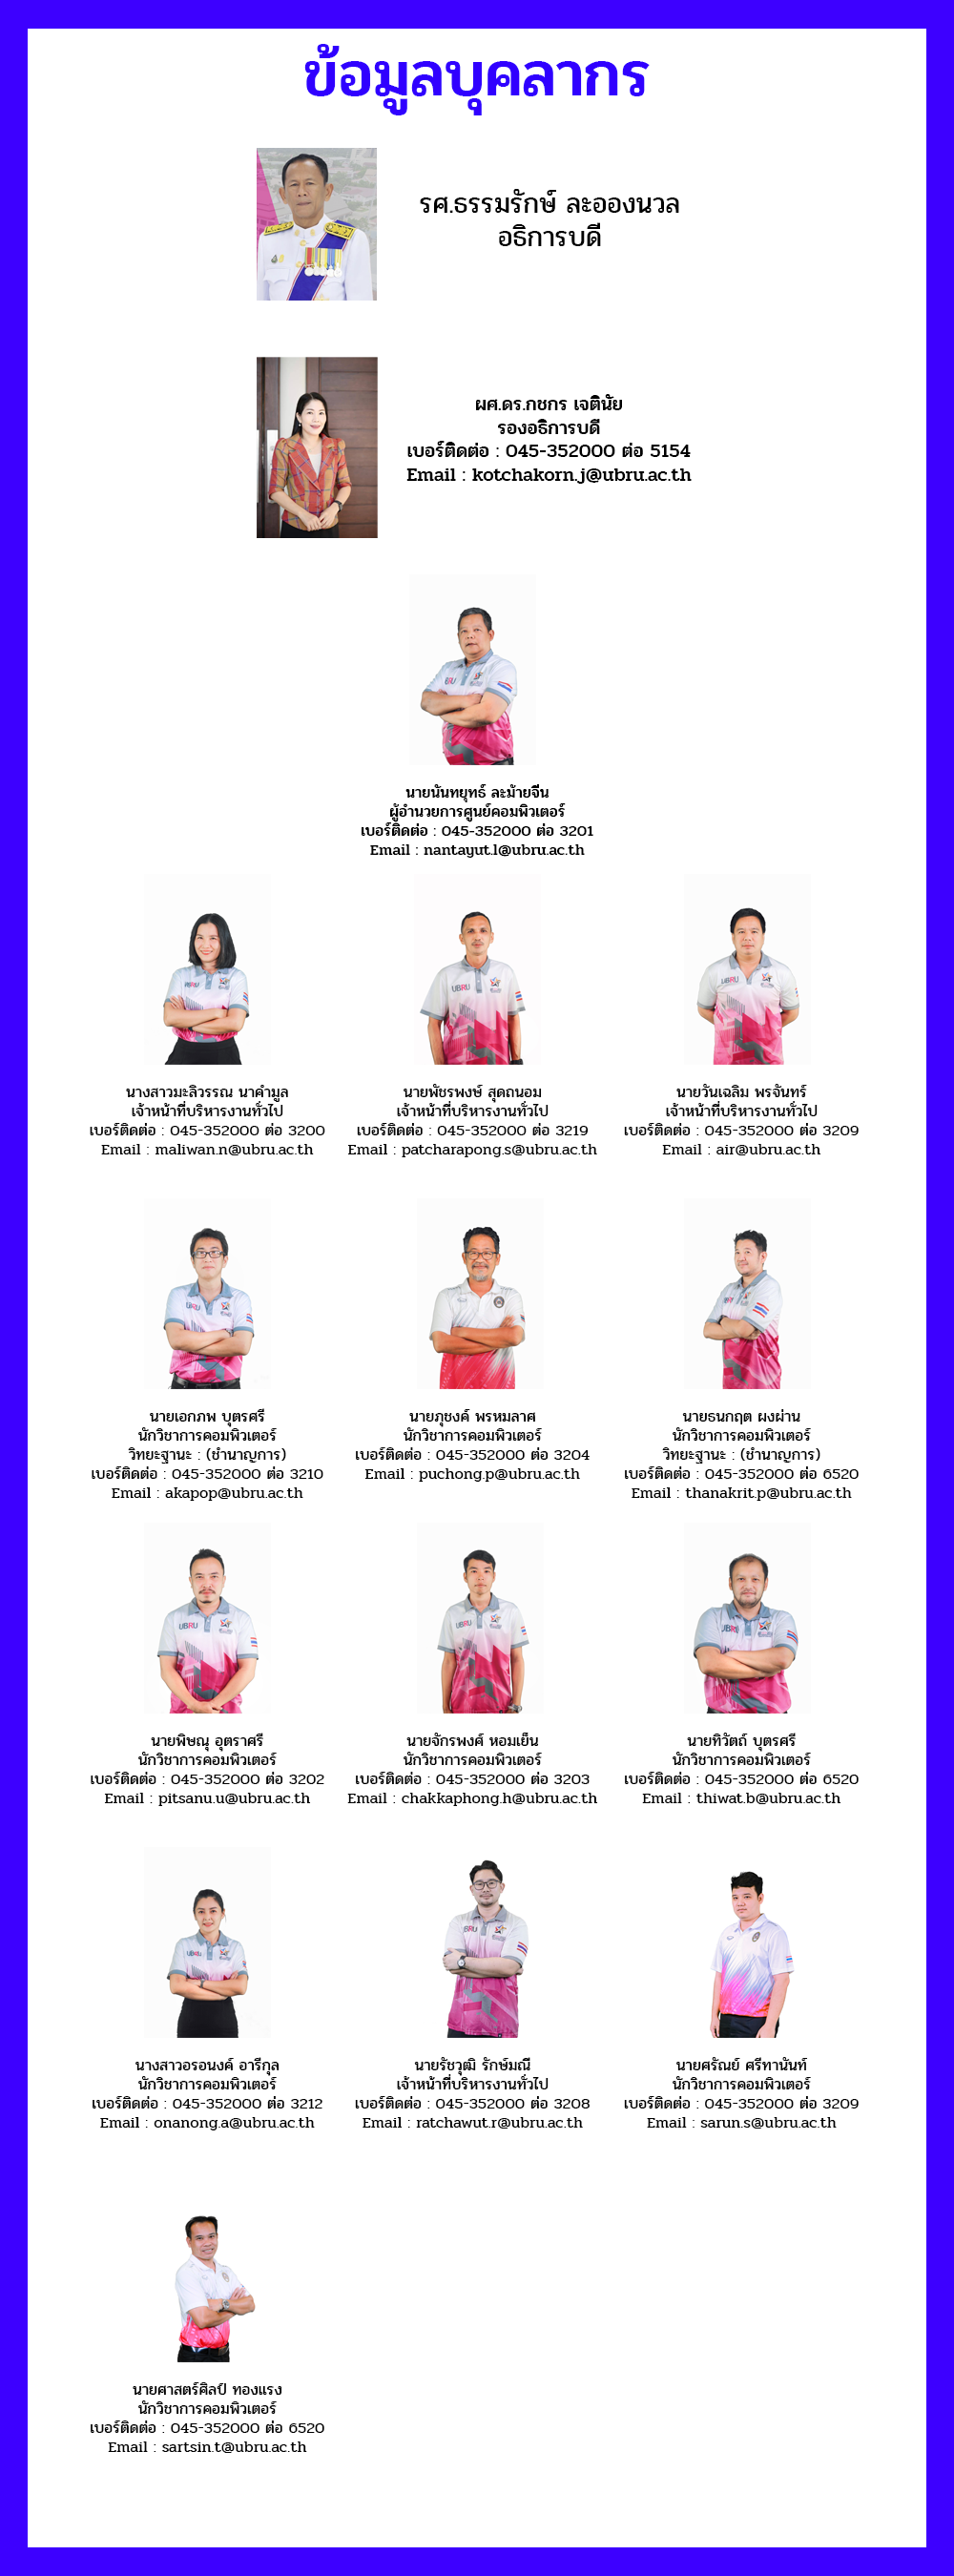 ข้อมูลบุคลากร
รศ.ธรรมรักษ์ ละอองนวล
อธิการบดี
ผศ.ดร.กชกร เจตินัย
รองอธิการบดี
เบอร์ติดต่อ : 045-352000 ต่อ 5154
Email : kotchakorn.j@ubru.ac.th
นายนันทยุทธ์ ละม้ายจีน
ผู้อำนวยการศูนย์คอมพิวเตอร์
เบอร์ติดต่อ : 045-352000 ต่อ 3201
Email : nantayut.l@ubru.ac.th
นางสาวมะลิวรรณ นาคำมูล
เจ้าหน้าที่บริหารงานทั่วไป
เบอร์ติดต่อ : 045-352000 ต่อ 3200
Email : maliwan.n@ubru.ac.th
นายพัชรพงษ์ สุดถนอม
เจ้าหน้าที่บริหารงานทั่วไป
เบอร์ติดต่อ : 045-352000 ต่อ 3219
Email : patcharapong.s@ubru.ac.th
นายวันเฉลิม พรจันทร์
เจ้าหน้าที่บริหารงานทั่วไป
เบอร์ติดต่อ : 045-352000 ต่อ 3209
Email : air@ubru.ac.th
นายเอกภพ บุตรศรี
นักวิชาการคอมพิวเตอร์
วิทยะฐานะ : (ชำนาญการ)
เบอร์ติดต่อ : 045-352000 ต่อ 3210
Email : akapop@ubru.ac.th
นายภุชงค์ พรหมลาศ
นักวิชาการคอมพิวเตอร์
เบอร์ติดต่อ : 045-352000 ต่อ 3204
Email : puchong.p@ubru.ac.th
นายธนกฤต ผงผ่าน
นักวิชาการคอมพิวเตอร์
วิทยะฐานะ : (ชำนาญการ)
เบอร์ติดต่อ : 045-352000 ต่อ 6520
Email : thanakrit.p@ubru.ac.th
นายพิษณุ อุตราศรี
นักวิชาการคอมพิวเตอร์
เบอร์ติดต่อ : 045-352000 ต่อ 3202
Email : pitsanu.u@ubru.ac.th
นายจักรพงศ์ หอมเย็น
นักวิชาการคอมพิวเตอร์
เบอร์ติดต่อ : 045-352000 ต่อ 3203
Email : chakkaphong.h@ubru.ac.th
นายทิวัตถ์ บุตรศรี
นักวิชาการคอมพิวเตอร์
เบอร์ติดต่อ : 045-352000 ต่อ 6520
Email : thiwat.b@ubru.ac.th
นางสาวอรอนงค์ อารีกุล
นักวิชาการคอมพิวเตอร์
เบอร์ติดต่อ : 045-352000 ต่อ 3212
Email : onanong.a@ubru.ac.th
นายรัชวุฒิ รักษ์มณี
เจ้าหน้าที่บริหารงานทั่วไป
เบอร์ติดต่อ : 045-352000 ต่อ 3208
Email : ratchawut.r@ubru.ac.th
นายศรัณย์ ศรีทานันท์
นักวิชาการคอมพิวเตอร์
เบอร์ติดต่อ : 045-352000 ต่อ 3209
Email : sarun.s@ubru.ac.th
นายศาสตร์ศิลป์ ทองแรง
นักวิชาการคอมพิวเตอร์
เบอร์ติดต่อ : 045-352000 ต่อ 6520
Email : sartsin.t@ubru.ac.th